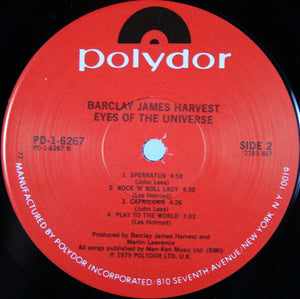 polydor
BARCLAY JAMES HARVEST
EYES OF THE UNIVERSE
PD-1-6267
PD-1-6267 B
SIDE 2
2383 557
1. SPERRATUS 4:58
(John Lees)
2. ROCK 'N' ROLL LADY 4:30
(Les Holroyd)
3. CAPRICORN 4:36
(John Lees)
4. PLAY TO THE WORLD 7:03
(Les Holroyd)
Produced by Barclay James Harvest and
Martin Lawrence
All songs published by Man-Ken Music Ltd. (BMI)
℗ 1979 POLYDOR LTD. U.K.
72 MANUFACTURED BY POLYDOR INCORPORATED · 810 SEVENTH AVENUE, NEW YORK, N.Y. 10019